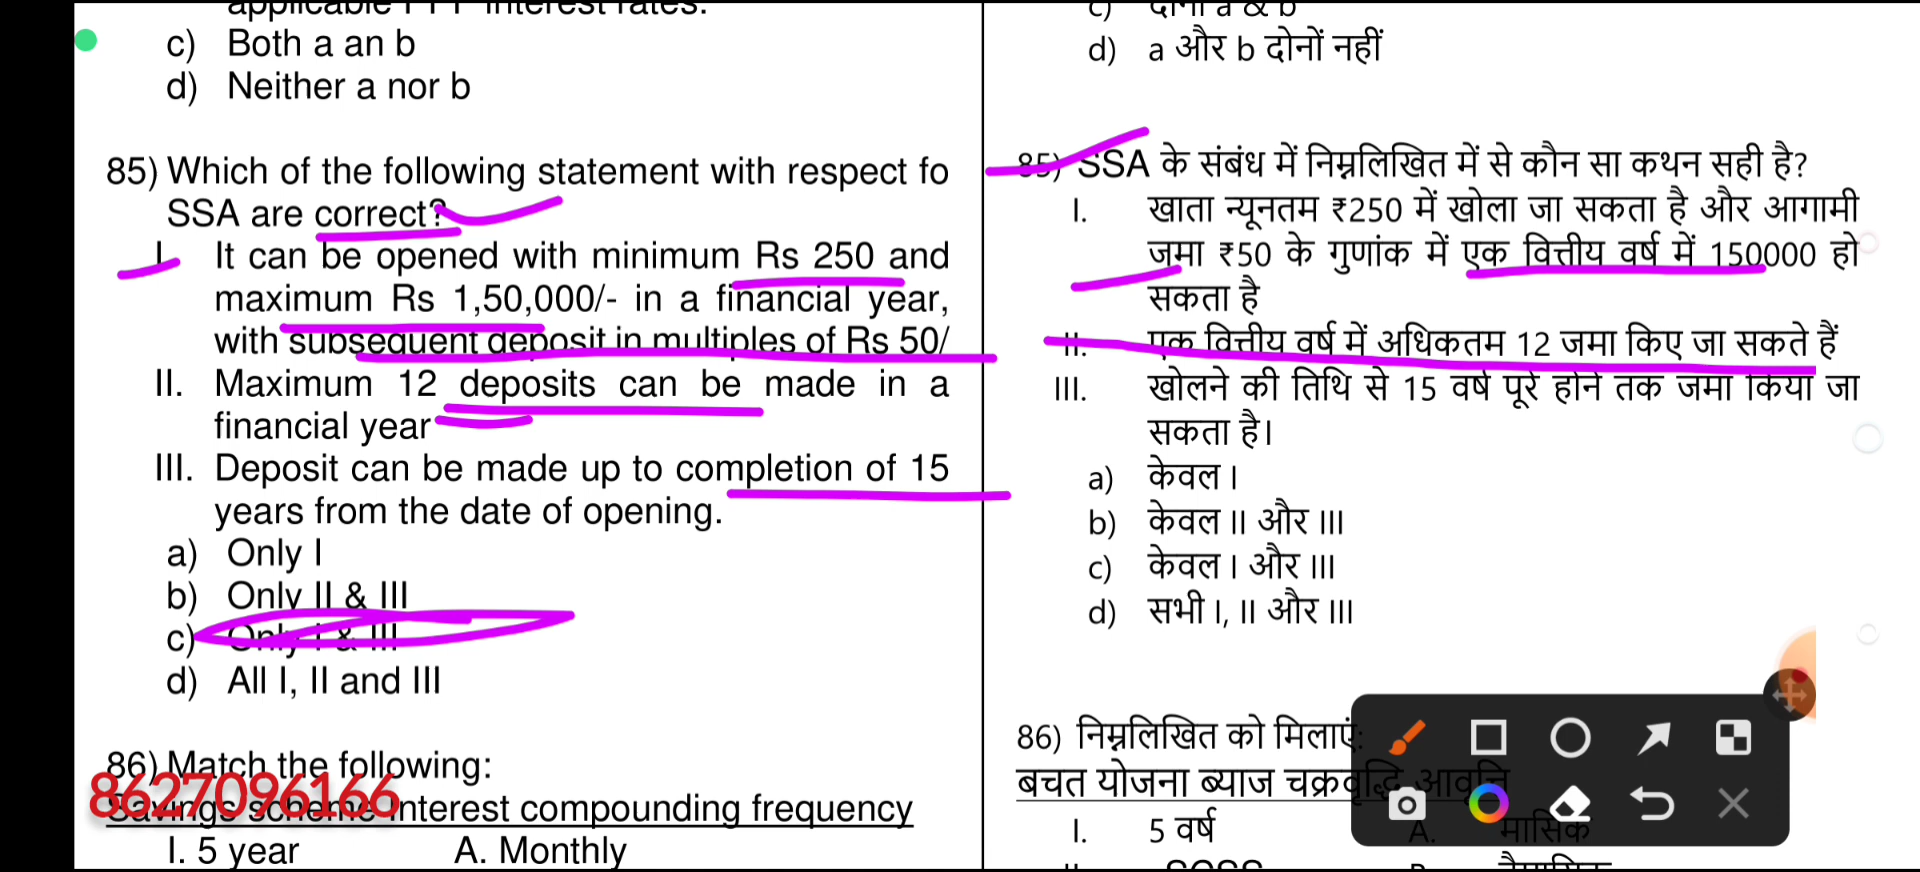 c) Both a an b
d) Neither a nor b
85) Which of the following statement with respect fo
SSA are correct?
I. It can be opened with minimum Rs 250 and
maximum Rs 1,50,000/- in a financial year,
with subsequent deposit in multiples of Rs 50/
II. Maximum 12 deposits can be made in a
financial year
III. Deposit can be made up to completion of 15
years from the date of opening.
a) Only I
b) Only II & III
c) Only I & III
d) All I, II and III
86) Match the following:
8627096166
Savings scheme Interest compounding frequency
I. 5 year A. Monthly
c) दोनों a & b
d) a और b दोनों नहीं
85) SSA के संबंध में निम्नलिखित में से कौन सा कथन सही है?
I. खाता न्यूनतम ₹250 में खोला जा सकता है और आगामी
जमा ₹50 के गुणांक में एक वित्तीय वर्ष में 150000 हो
सकता है
II. एक वित्तीय वर्ष में अधिकतम 12 जमा किए जा सकते हैं
III. खोलने की तिथि से 15 वर्ष पूरे होने तक जमा किया जा
सकता है।
a) केवल I
b) केवल II और III
c) केवल I और III
d) सभी I, II और III
86) निम्नलिखित को मिलाएं:
बचत योजना ब्याज चक्रवृद्धि आवृत्ति
I. 5 वर्ष A. मासिक